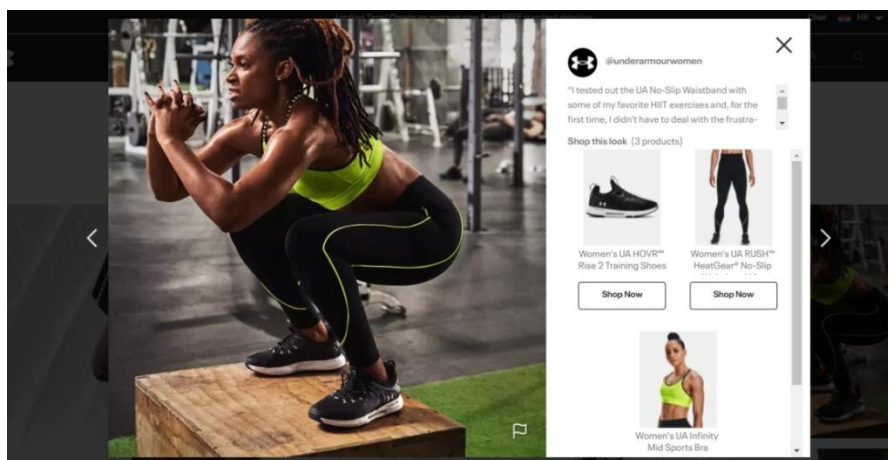 Chat HR
@underarmourwomen
"I tested out the UA No-Slip Waistband with
some of my favorite HIIT exercises and, for the
first time, I didn't have to deal with the frustra-
Shop this look (3 products)
Women's UA HOVR™
Rise 2 Training Shoes
Shop Now
Women's UA RUSH™
HeatGear® No-Slip
Shop Now
Women's UA Infinity
Mid Sports Bra